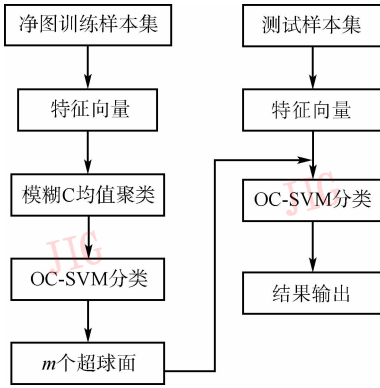 净图训练样本集
特征向量
模糊C均值聚类
OC-SVM分类
m个超球面
测试样本集
特征向量
OC-SVM分类
结果输出
JIG
JIG